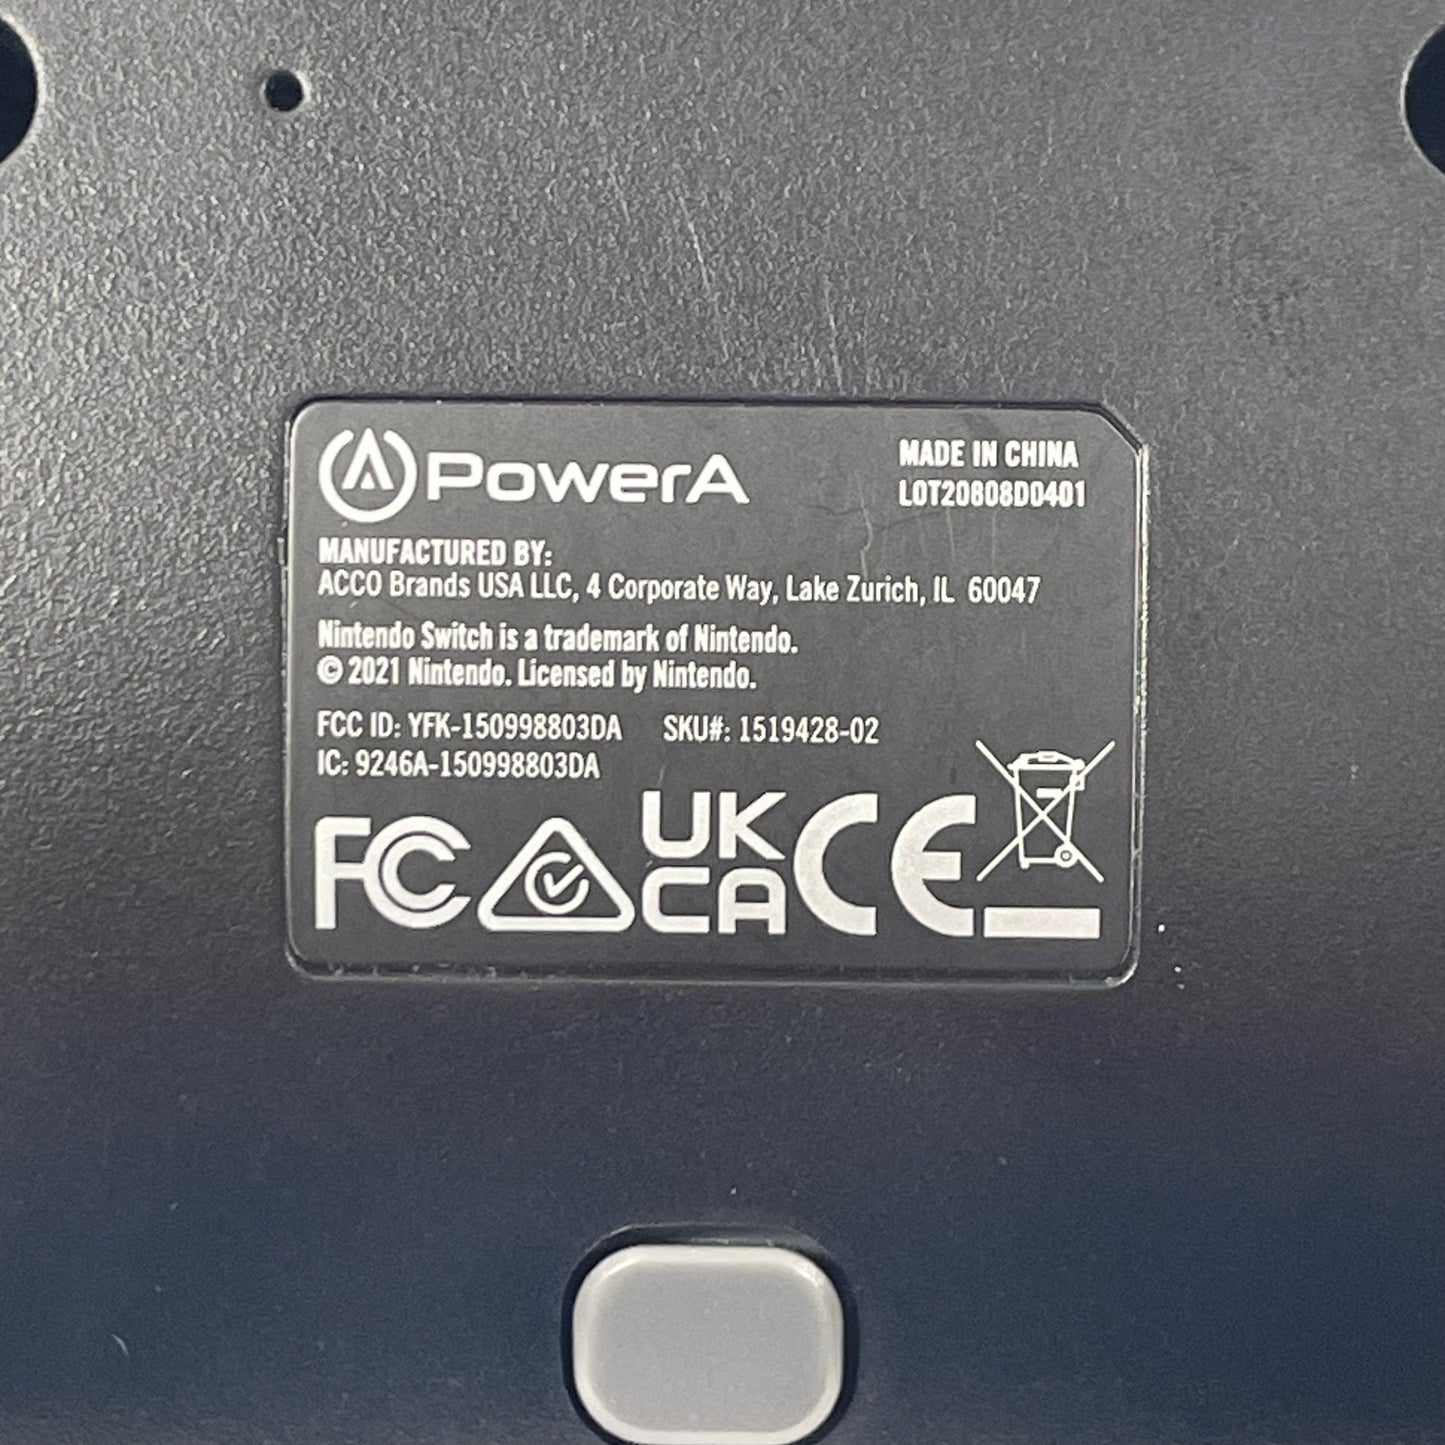 PowerA
MADE IN CHINA
LOT20808D0401
MANUFACTURED BY:
ACCO Brands USA LLC, 4 Corporate Way, Lake Zurich, IL 60047
Nintendo Switch is a trademark of Nintendo.
© 2021 Nintendo. Licensed by Nintendo.
FCC ID: YFK-150998803DA SKU#: 1519428-02
IC: 9246A-150998803DA
FC UK CA CE